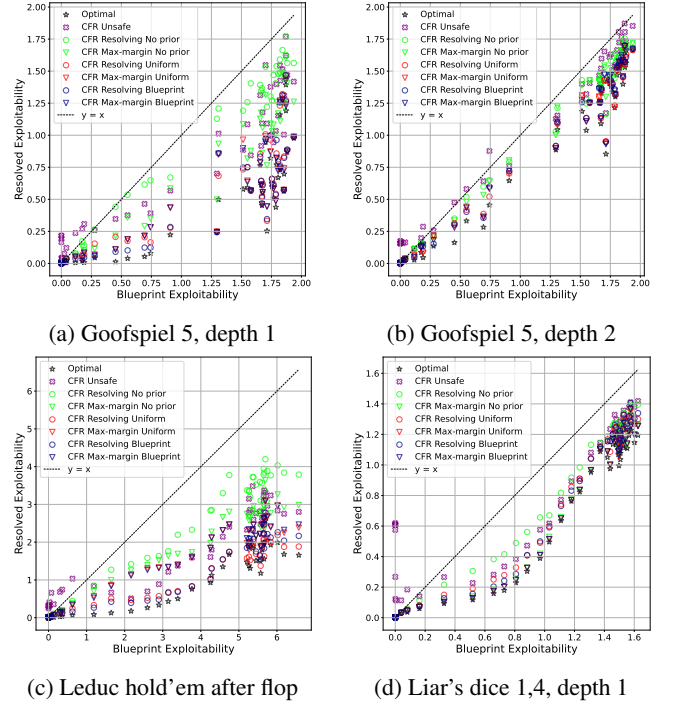 2.00
1.75
1.50
1.25
1.00
0.75
0.50
0.25
0.00
Resolved Exploitability
Optimal
CFR Unsafe
CFR Resolving No prior
CFR Max-margin No prior
CFR Resolving Uniform
CFR Max-margin Uniform
CFR Resolving Blueprint
CFR Max-margin Blueprint
y = x
0.00 0.25 0.50 0.75 1.00 1.25 1.50 1.75 2.00
Blueprint Exploitability
(a) Goofspiel 5, depth 1
2.00
1.75
1.50
1.25
1.00
0.75
0.50
0.25
0.00
Resolved Exploitability
Optimal
CFR Unsafe
CFR Resolving No prior
CFR Max-margin No prior
CFR Resolving Uniform
CFR Max-margin Uniform
CFR Resolving Blueprint
CFR Max-margin Blueprint
y = x
0.00 0.25 0.50 0.75 1.00 1.25 1.50 1.75 2.00
Blueprint Exploitability
(b) Goofspiel 5, depth 2
6
5
4
3
2
1
0
Resolved Exploitability
Optimal
CFR Unsafe
CFR Resolving No prior
CFR Max-margin No prior
CFR Resolving Uniform
CFR Max-margin Uniform
CFR Resolving Blueprint
CFR Max-margin Blueprint
y = x
0 1 2 3 4 5 6
Blueprint Exploitability
(c) Leduc hold'em after flop
1.6
1.4
1.2
1.0
0.8
0.6
0.4
0.2
0.0
Resolved Exploitability
Optimal
CFR Unsafe
CFR Resolving No prior
CFR Max-margin No prior
CFR Resolving Uniform
CFR Max-margin Uniform
CFR Resolving Blueprint
CFR Max-margin Blueprint
y = x
0.0 0.2 0.4 0.6 0.8 1.0 1.2 1.4 1.6
Blueprint Exploitability
(d) Liar's dice 1,4, depth 1